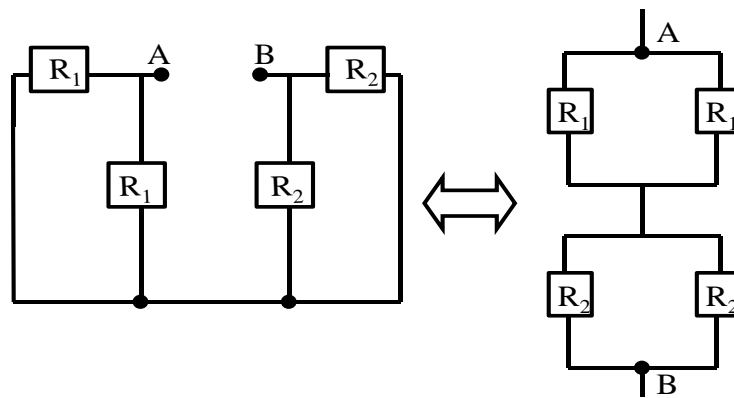 A B
R₁ R₂
R₁ R₂
A
R₁ R₁
R₂ R₂
B